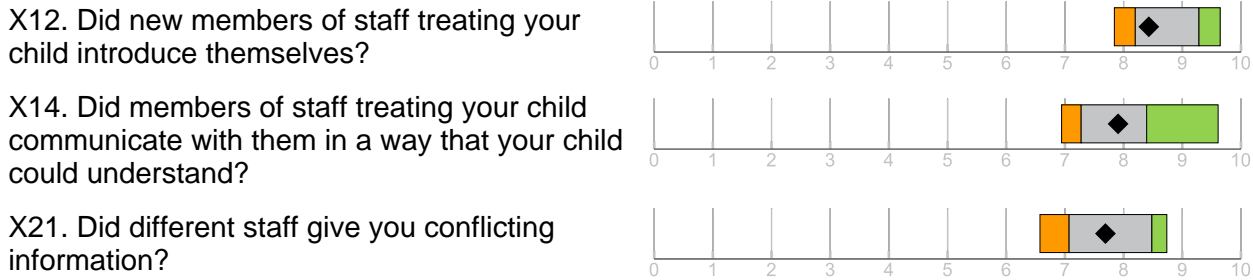 X12. Did new members of staff treating your
child introduce themselves?
0 1 2 3 4 5 6 7 8 9 10
X14. Did members of staff treating your child
communicate with them in a way that your child
could understand?
0 1 2 3 4 5 6 7 8 9 10
X21. Did different staff give you conflicting
information?
0 1 2 3 4 5 6 7 8 9 10